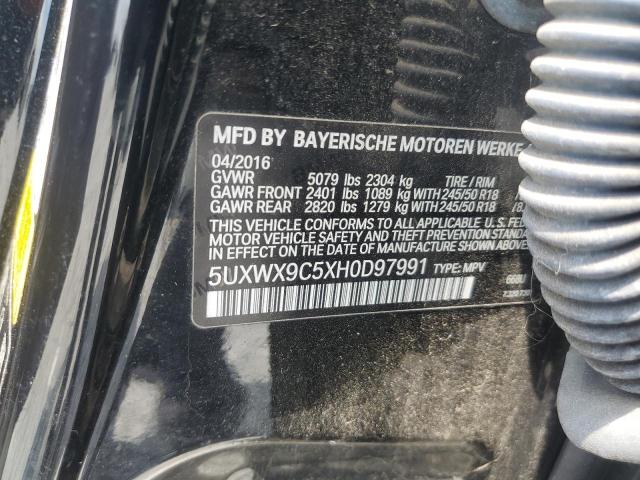 MFD BY BAYERISCHE MOTOREN WERKE
04/2016
GVWR 5079 lbs 2304 kg TIRE / RIM
GAWR FRONT 2401 lbs 1089 kg WITH 245/50 R18
GAWR REAR 2820 lbs 1279 kg WITH 245/50 R18
THIS VEHICLE CONFORMS TO ALL APPLICABLE U.S. FED
MOTOR VEHICLE SAFETY AND THEFT PREVENTION
IN EFFECT ON THE DATE OF MANUFACTURE SHOWN ABOVE.
5UXWX9C5XH0D97991 TYPE: MPV